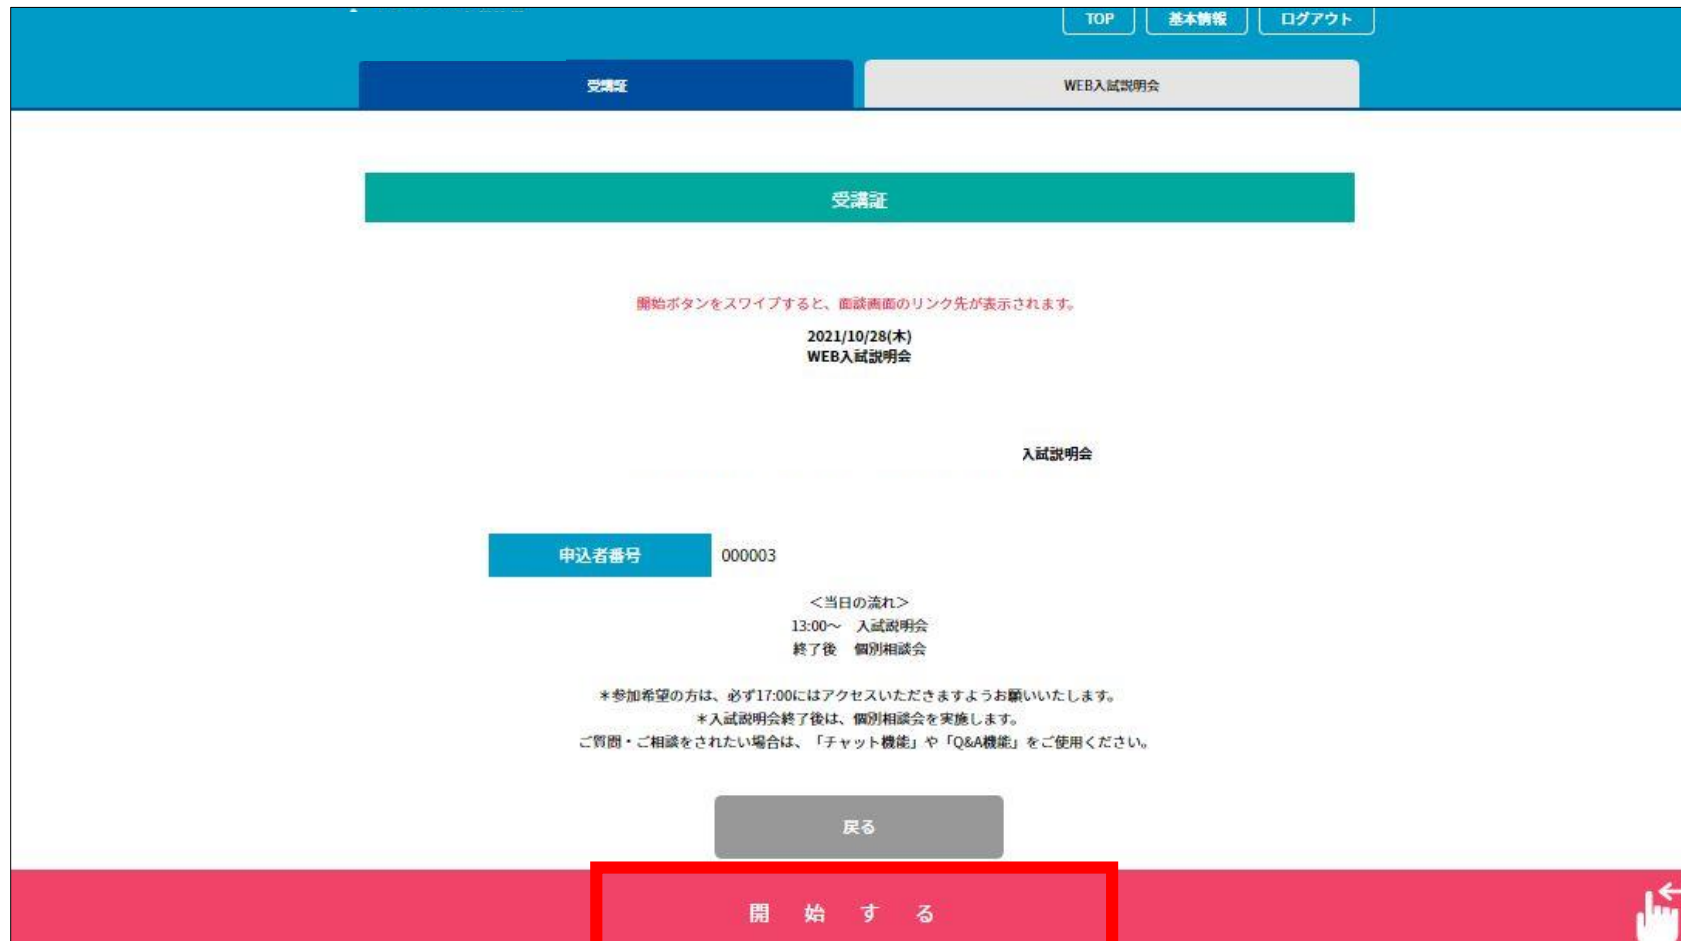 TOP 基本情報 ログアウト
受講証 WEB入試説明会
受講証
開始ボタンをスワイプすると、面談画面のリンク先が表示されます。
2021/10/28(木)
WEB入試説明会
入試説明会
申込者番号 000003
＜当日の流れ＞
13:00～ 入試説明会
終了後 個別相談会
＊参加希望の方は、必ず17:00にはアクセスいただきますようお願いいたします。
＊入試説明会終了後は、個別相談会を実施します。
ご質問・ご相談をされたい場合は、「チャット機能」や「Q&A機能」をご使用ください。
戻る
開始する